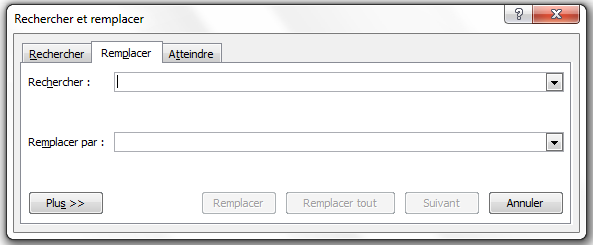 Rechercher et remplacer
?
Rechercher Remplacer Atteindre
Rechercher :
Remplacer par :
Plus >> Remplacer Remplacer tout Suivant Annuler